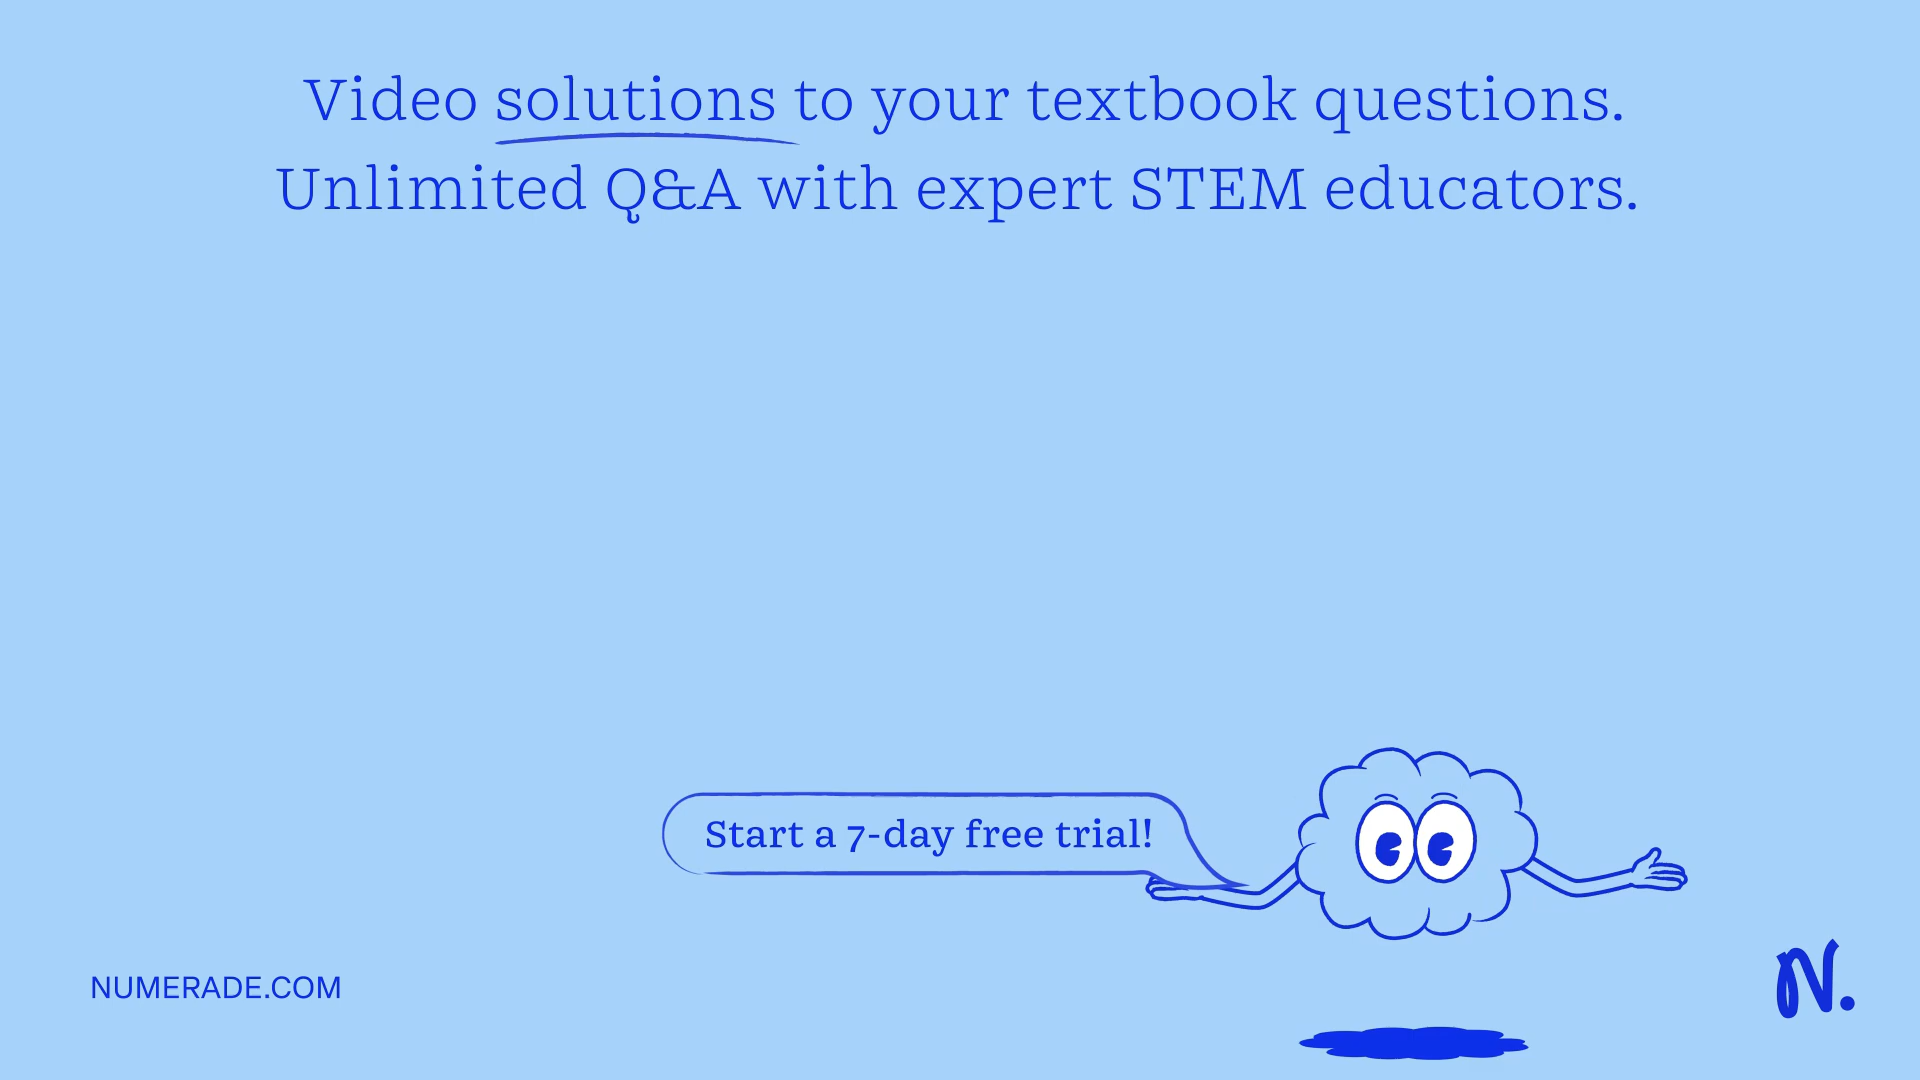 Video solutions to your textbook questions.
Unlimited Q&A with expert STEM educators.
Start a 7-day free trial!
NUMERADE.COM
N.